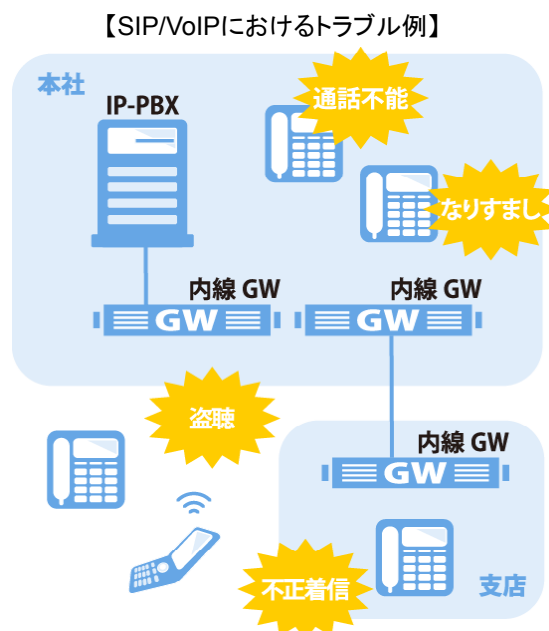 【SIP/VoIPにおけるトラブル例】
本社
IP-PBX
通話不能
なりすまし
内線 GW
内線 GW
GW
GW
盗聴
内線 GW
GW
不正着信
支店